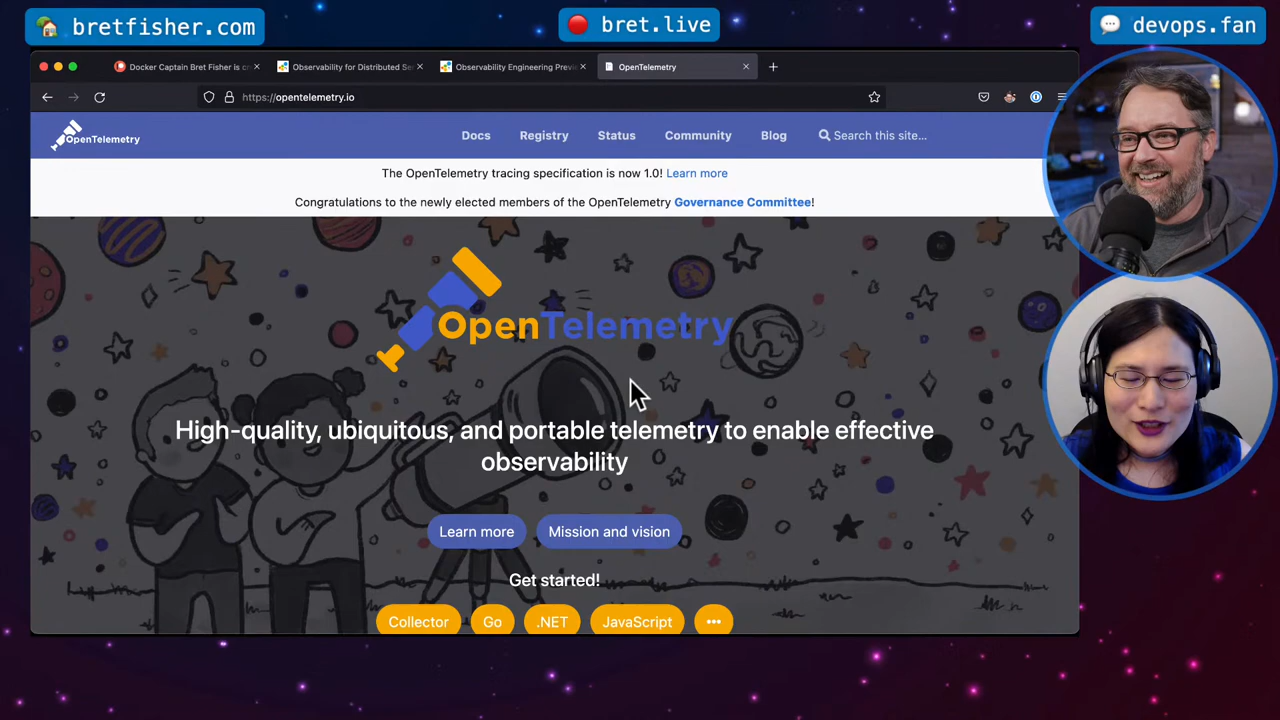 bretfisher.com
bret.live
devops.fan
Docker Captain Bret Fisher is cr
Observability for Distributed Se
Observability Engineering Previe
OpenTelemetry
https://opentelemetry.io
OpenTelemetry
Docs
Registry
Status
Community
Blog
Search this site…
The OpenTelemetry tracing specification is now 1.0! Learn more
Congratulations to the newly elected members of the OpenTelemetry Governance Committee!
OpenTelemetry
High-quality, ubiquitous, and portable telemetry to enable effective
observability
Learn more
Mission and vision
Get started!
Collector
Go
.NET
JavaScript
•••